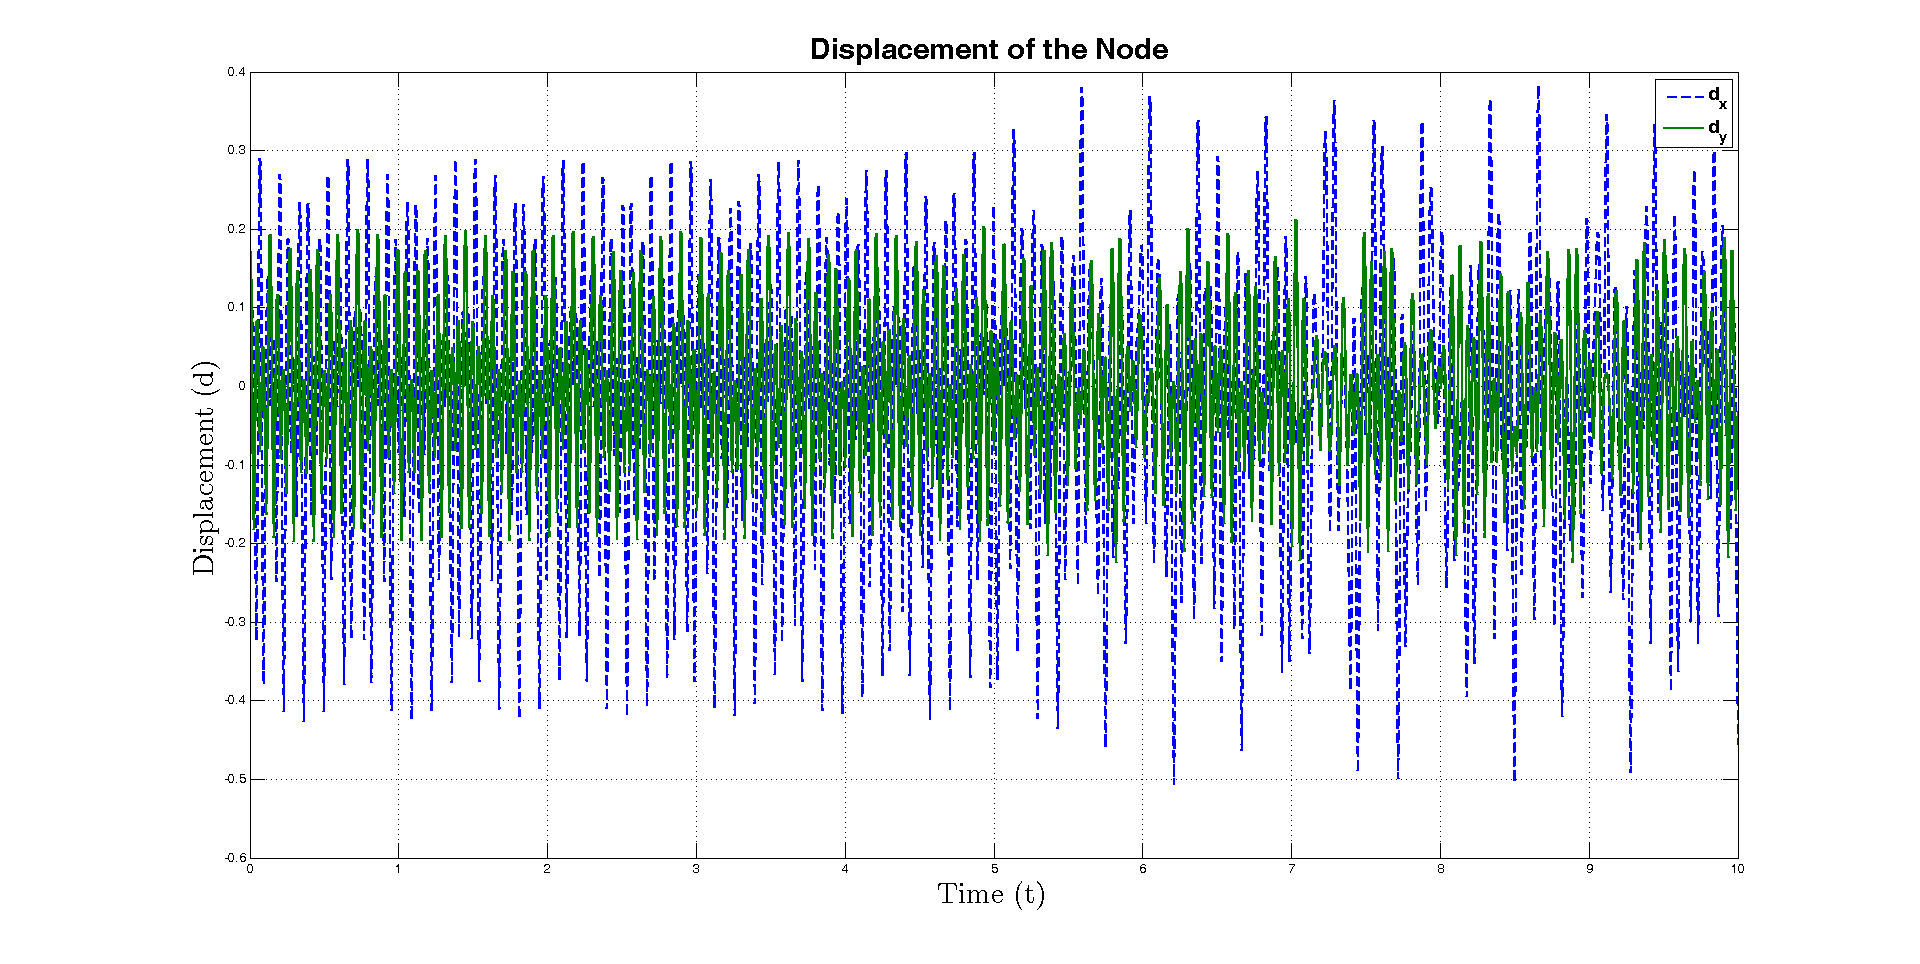 Displacement of the Node
0.4
0.3
0.2
0.1
0
-0.1
-0.2
-0.3
-0.4
-0.5
-0.6
Displacement (d)
0 1 2 3 4 5 6 7 8 9 10
Time (t)
dx
dy